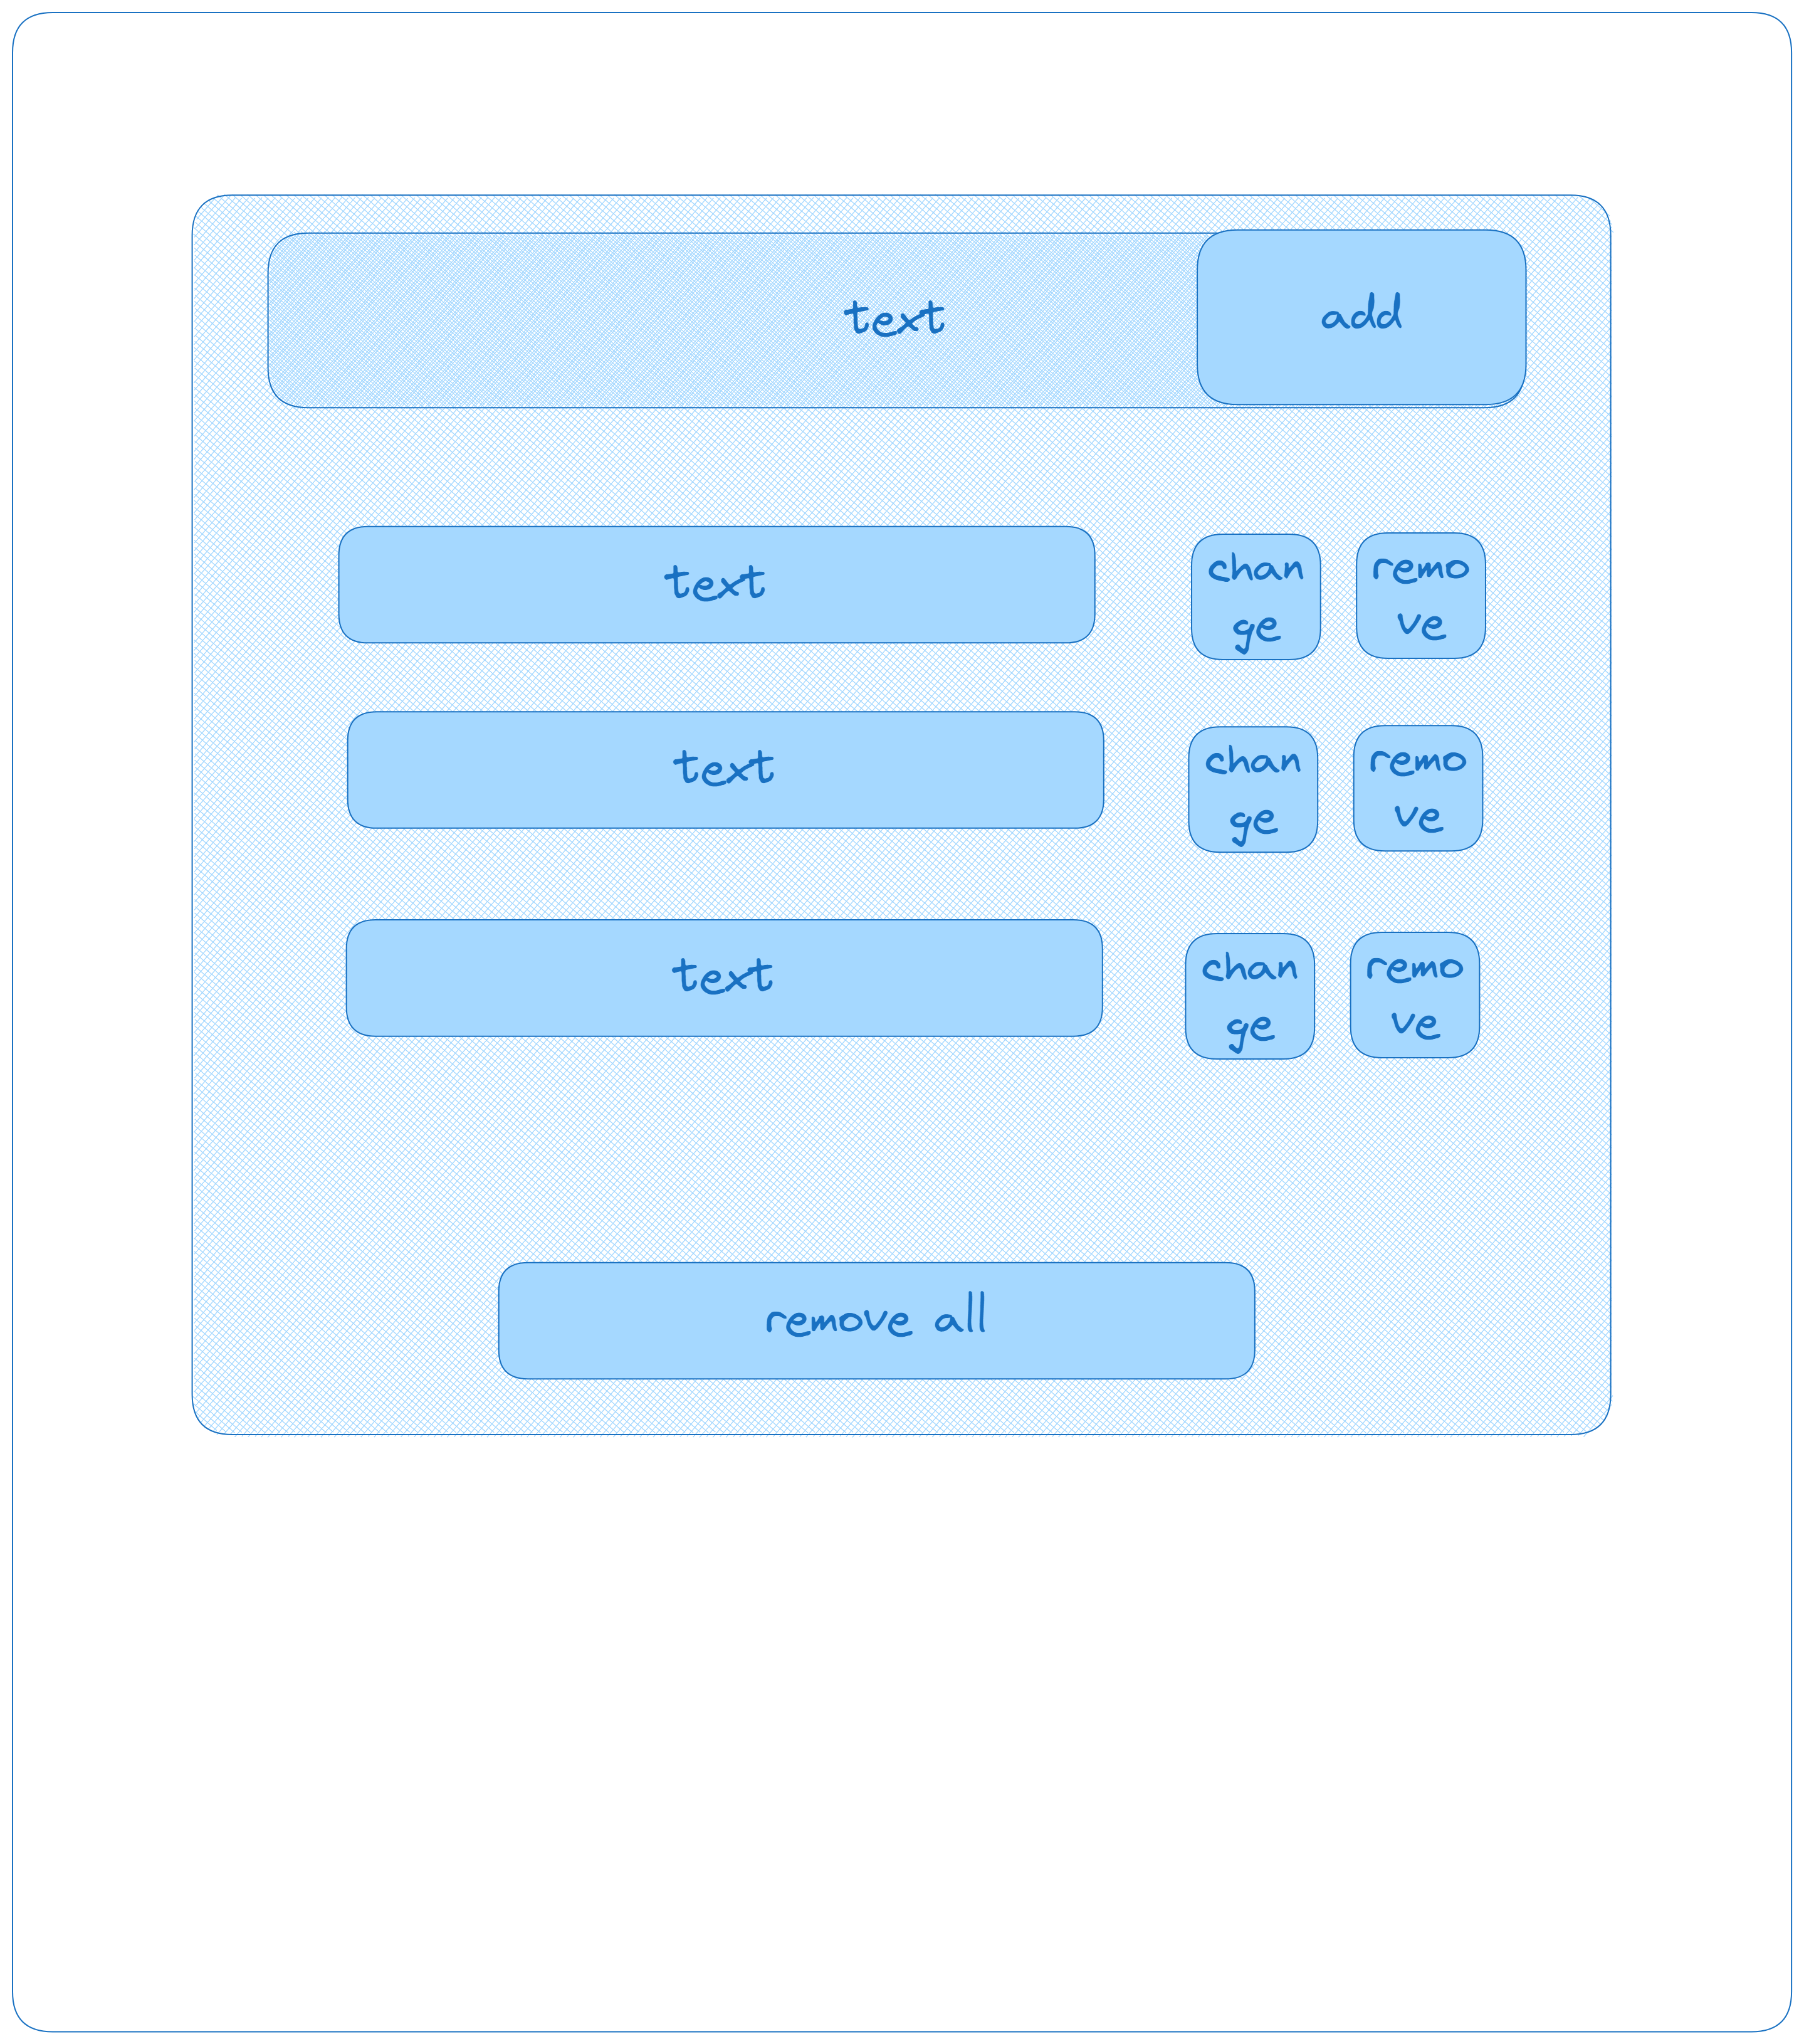 text add
text
chan
ge
remo
ve
text
chan
ge
remo
ve
text
chan
ge
remo
ve
remove all